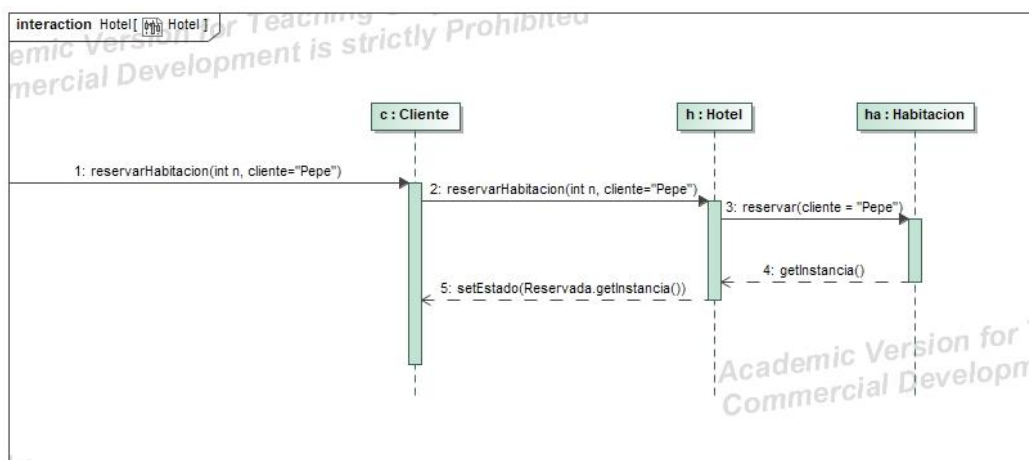 interaction Hotel[ Hotel ]
emic Version for Teaching
mercial Development is strictly Prohibited
c : Cliente
h : Hotel
ha : Habitacion
1: reservarHabitacion(int n, cliente="Pepe")
2: reservarHabitacion(int n, cliente="Pepe")
3: reservar(cliente = "Pepe")
4: getInstancia()
5: setEstado(Reservada.getInstancia())
Academic Version for
Commercial Developm